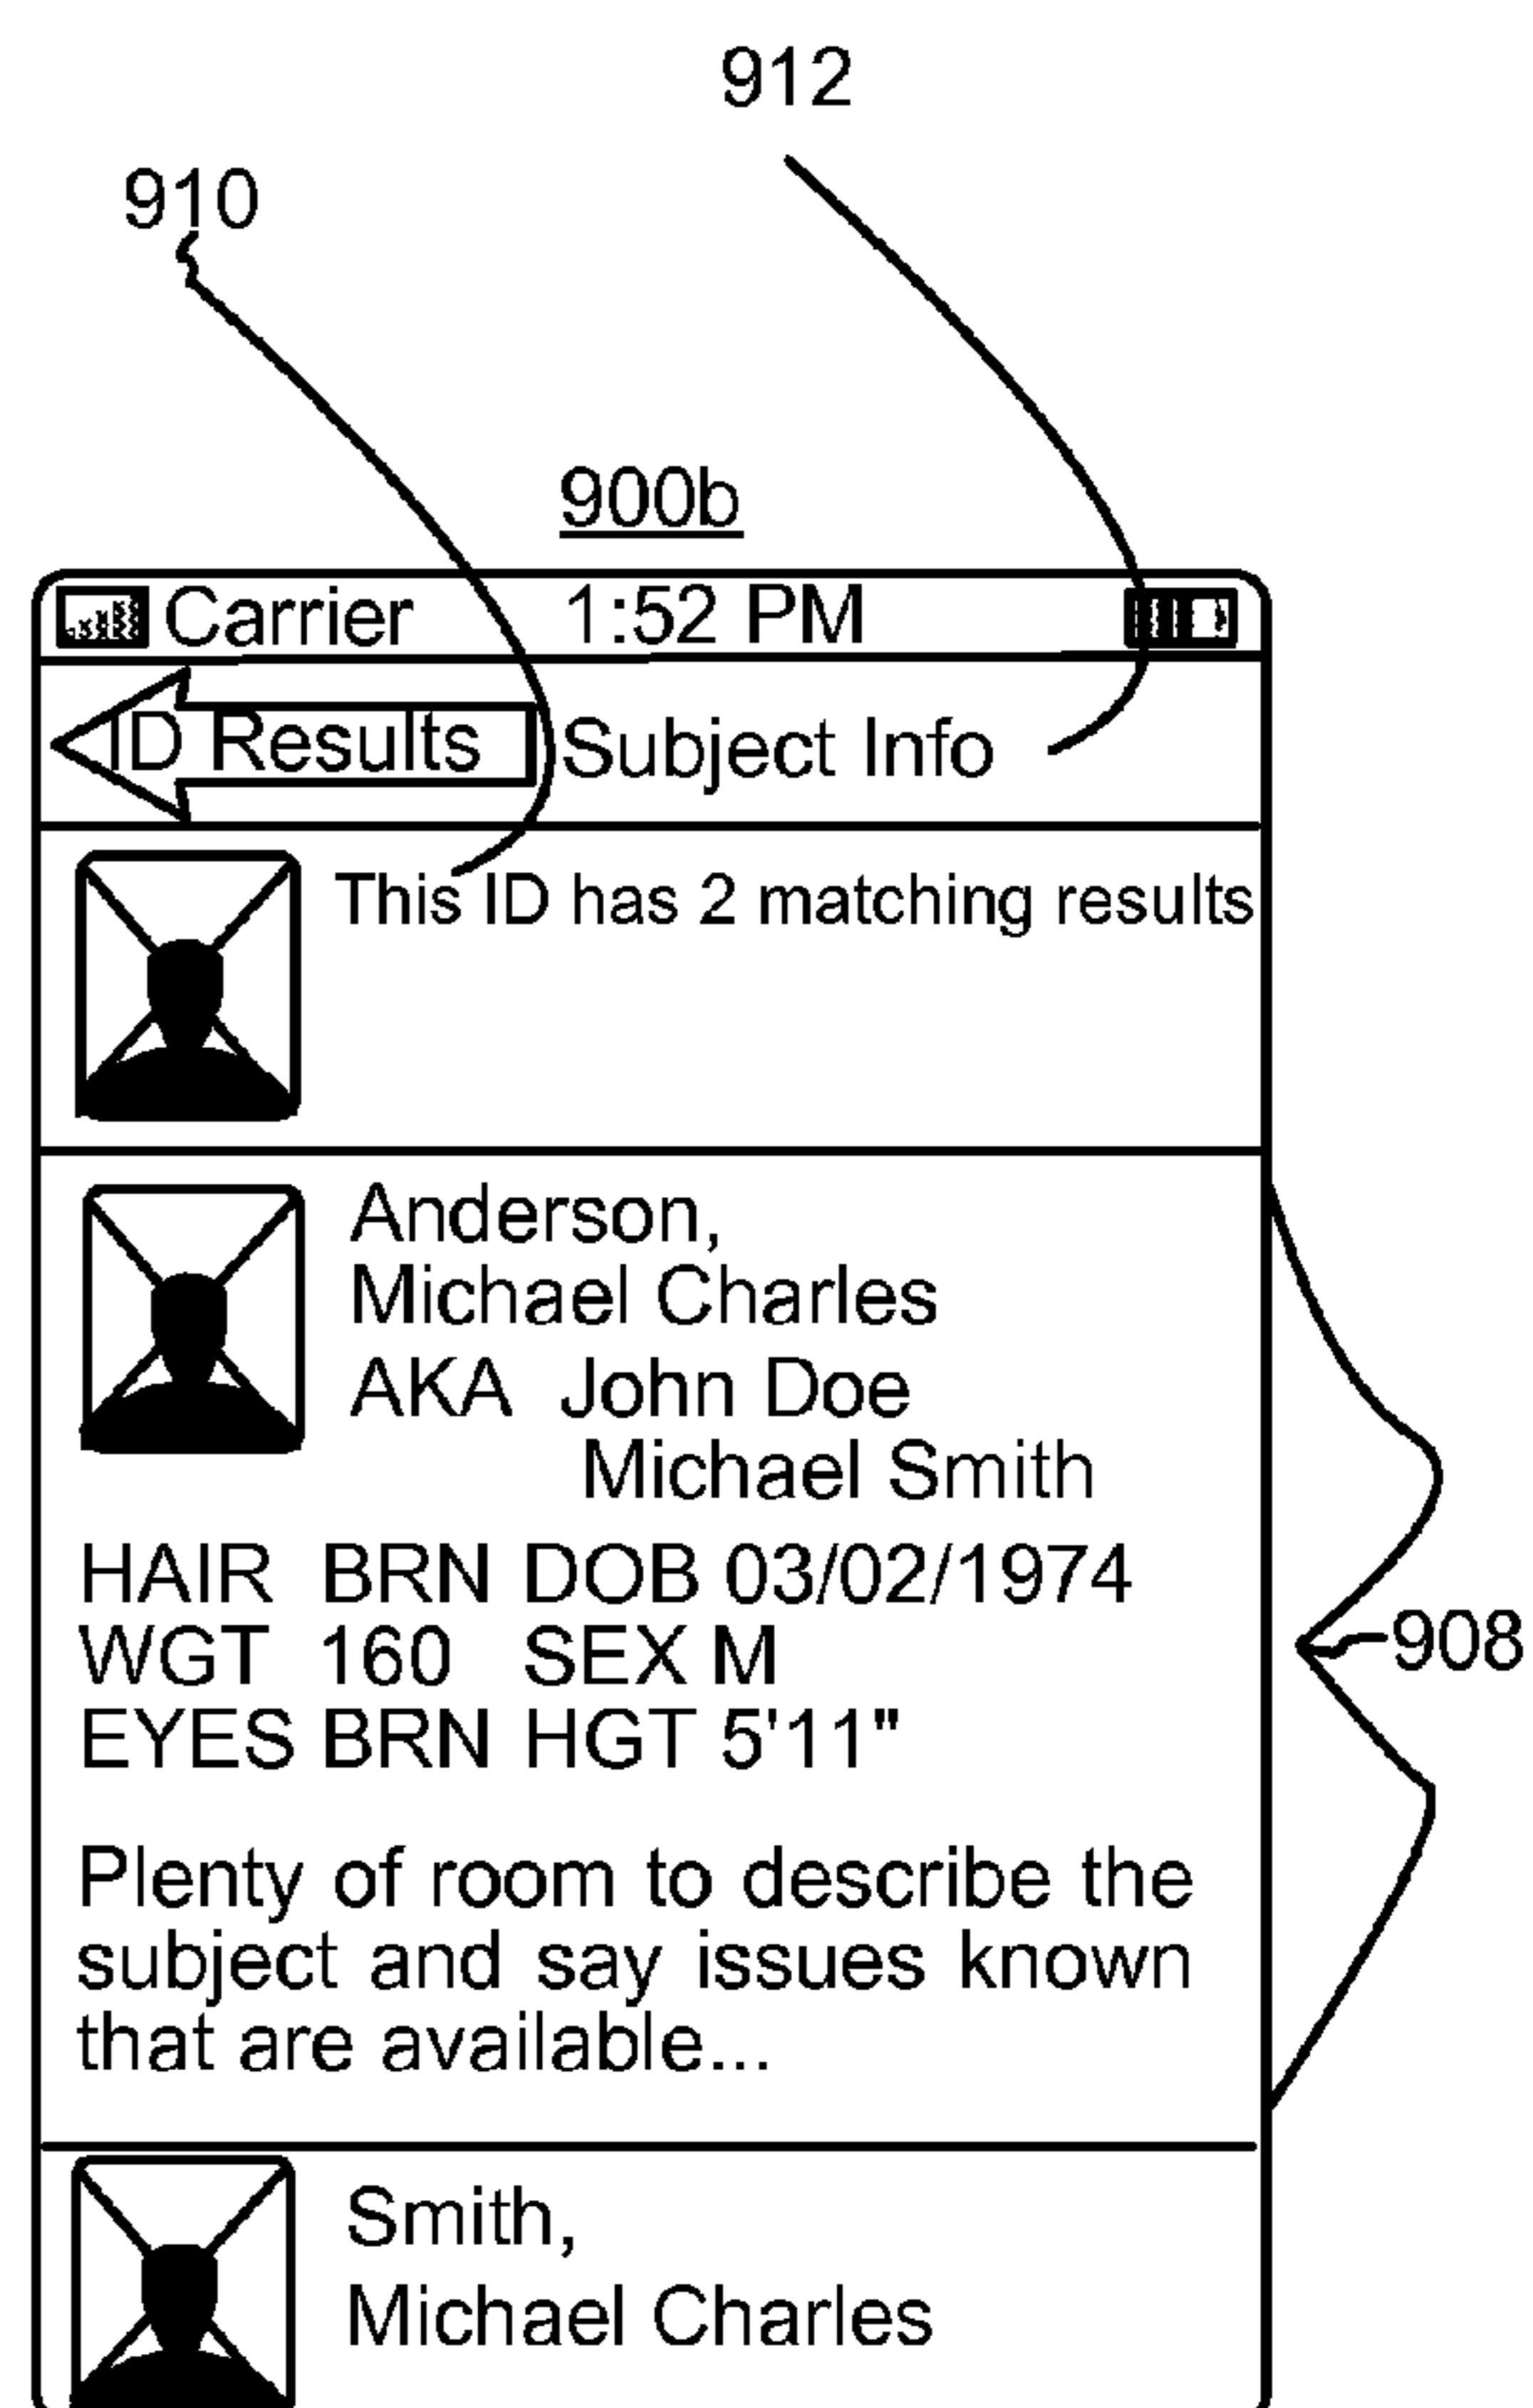 912
910
900b
Carrier 1:52 PM
ID Results Subject Info
This ID has 2 matching results
Anderson,
Michael Charles
AKA John Doe
Michael Smith
HAIR BRN DOB 03/02/1974
WGT 160 SEX M
908
EYES BRN HGT 5'11"
Plenty of room to describe the
subject and say issues known
that are available...
Smith,
Michael Charles